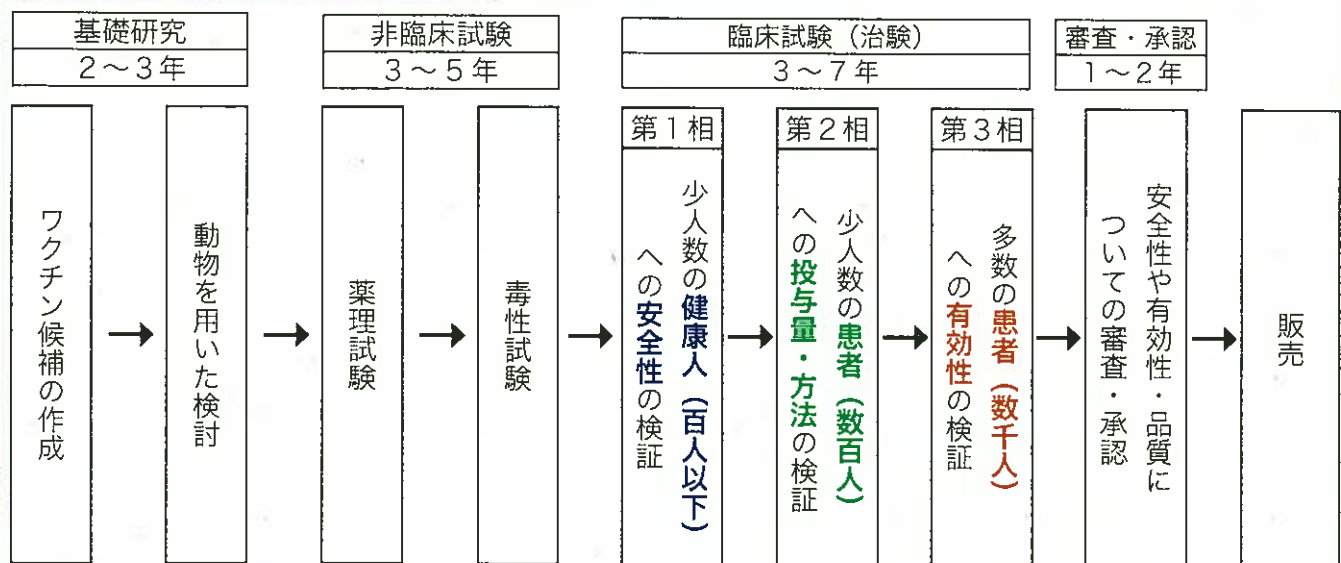 基礎研究
2～3年
非臨床試験
3～5年
臨床試験（治験）
3～7年
審査・承認
1～2年
ワクチン候補の作成
動物を用いた検討
薬理試験
毒性試験
第1相
少人数の健康人（百人以下）
への安全性の検証
第2相
少人数の患者（数百人）
への投与量・方法の検証
第3相
多数の患者（数千人）
への有効性の検証
安全性や有効性・品質に
ついての審査・承認
販売